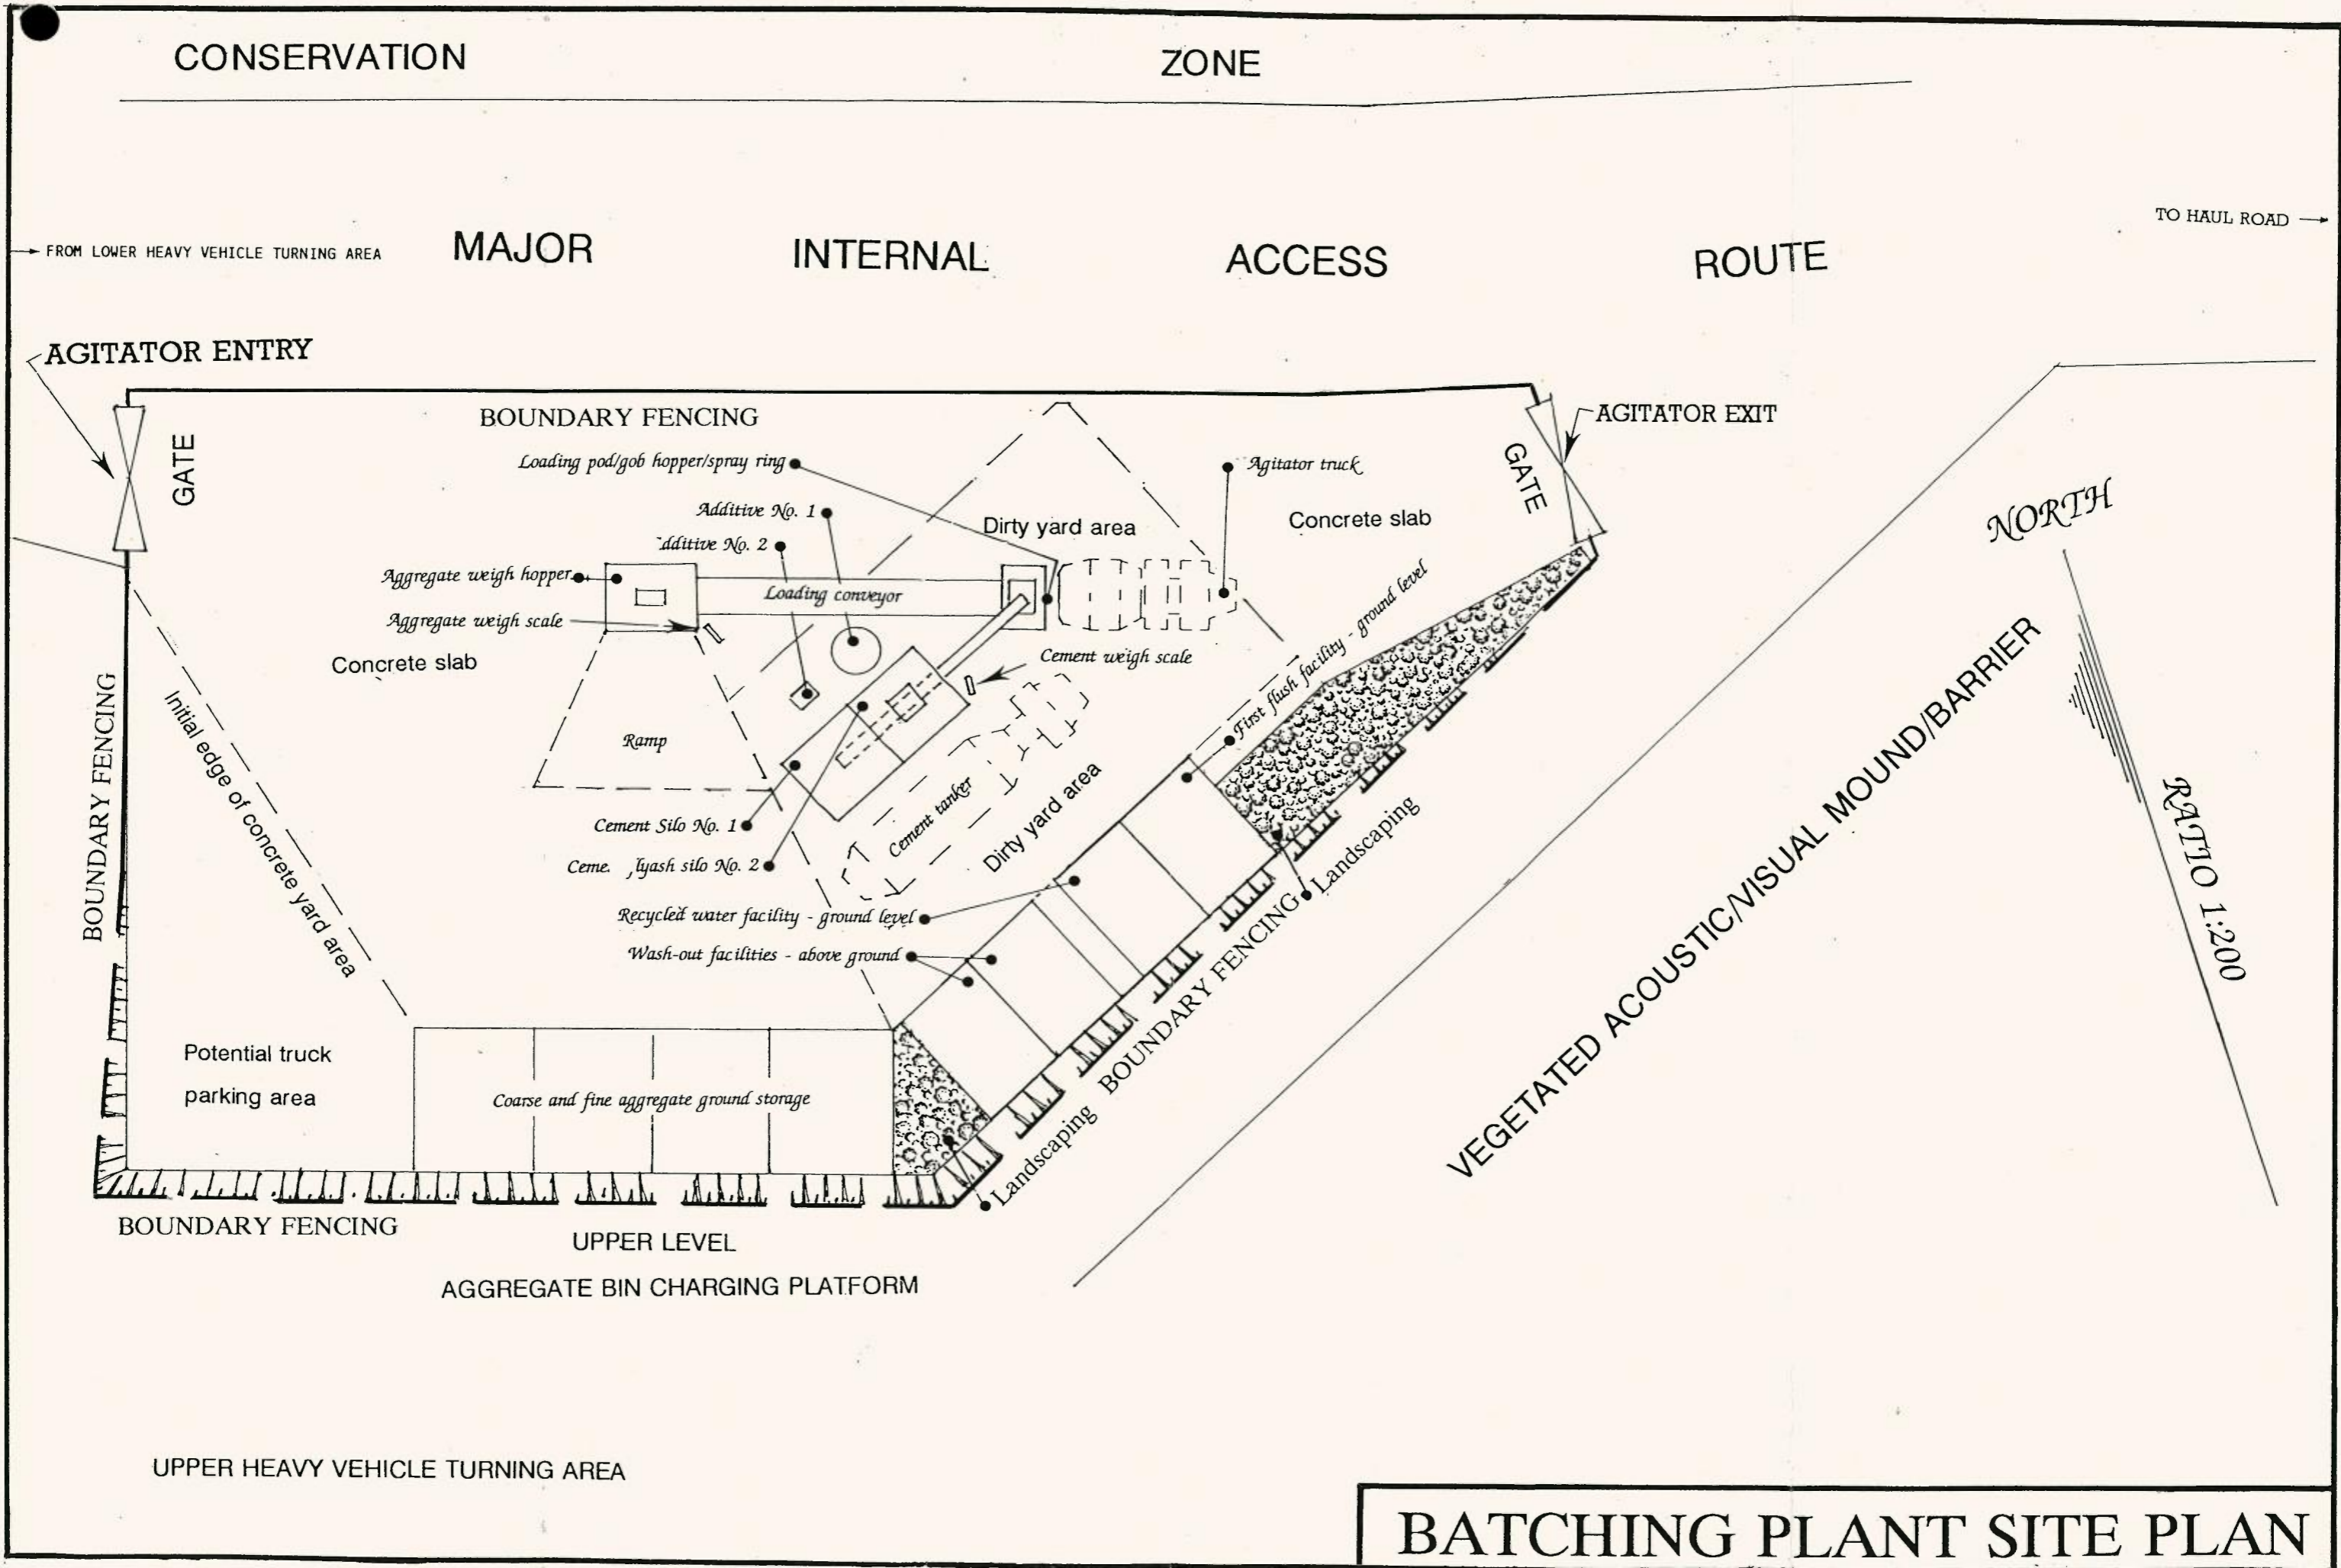 CONSERVATION ZONE
TO HAUL ROAD
FROM LOWER HEAVY VEHICLE TURNING AREA
MAJOR INTERNAL ACCESS ROUTE
AGITATOR ENTRY
GATE
BOUNDARY FENCING
AGITATOR EXIT
GATE
Loading pod/gob hopper/spray ring
Agitator truck
Additive No. 1
Dirty yard area
Concrete slab
dditive No. 2
Aggregate weigh hopper
Loading conveyor
Aggregate weigh scale
Concrete slab
Cement weigh scale
First flush facility - ground level
NORTH
RATIO 1:200
BOUNDARY FENCING
Initial edge of concrete yard area
Ramp
Cement tanker
Dirty yard area
Cement Silo No. 1
Ceme. lyash silo No. 2
Recycled water facility - ground level
Wash-out facilities - above ground
Landscaping
BOUNDARY FENCING
VEGETATED ACOUSTIC/VISUAL MOUND/BARRIER
Potential truck
parking area
Coarse and fine aggregate ground storage
Landscaping
BOUNDARY FENCING
UPPER LEVEL
AGGREGATE BIN CHARGING PLATFORM
UPPER HEAVY VEHICLE TURNING AREA
BATCHING PLANT SITE PLAN